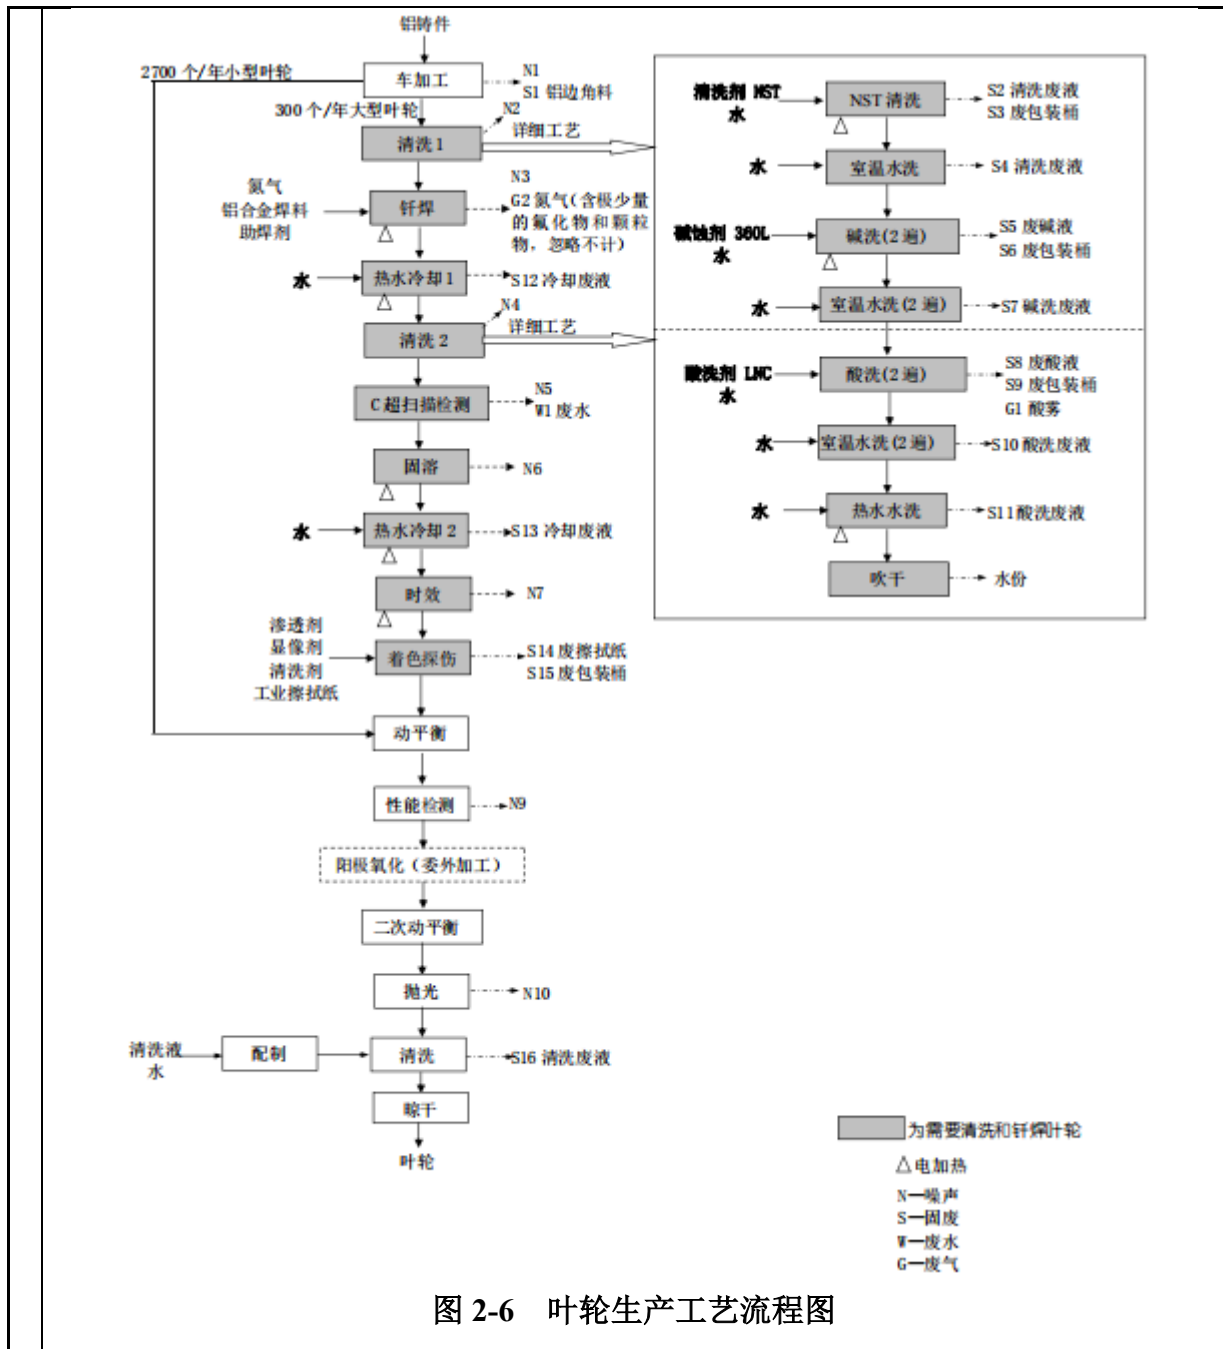 铝铸件
2700 个/年小型叶轮
车加工
N1
S1 铝边角料
300 个/年大型叶轮
N2
清洗 1
详细工艺
氮气
铝合金焊料
助焊剂
钎焊
N3
G2 氮气(含极少量
的氟化物和颗粒
物，忽略不计)
水
热水冷却 1
S12 冷却废液
N4
清洗 2
详细工艺
C 超扫描检测
N5
W1 废水
固溶
N6
水
热水冷却 2
S13 冷却废液
时效
N7
渗透剂
显像剂
清洗剂
工业擦拭纸
着色探伤
S14 废擦拭纸
S15 废包装桶
动平衡
性能检测
N9
阳极氧化（委外加工）
二次动平衡
抛光
N10
清洗液
水
配制
清洗
S16 清洗废液
晾干
叶轮
清洗剂 NST
水
NST 清洗
S2 清洗废液
S3 废包装桶
水
室温水洗
S4 清洗废液
碱蚀剂 360L
水
碱洗(2 遍)
S5 废碱液
S6 废包装桶
水
室温水洗(2 遍)
S7 碱洗废液
酸洗剂 LNC
水
酸洗(2 遍)
S8 废酸液
S9 废包装桶
G1 酸雾
水
室温水洗(2 遍)
S10 酸洗废液
水
热水水洗
S11 酸洗废液
吹干
水份
为需要清洗和钎焊叶轮
△电加热
N—噪声
S—固废
W—废水
G—废气
图 2-6 叶轮生产工艺流程图